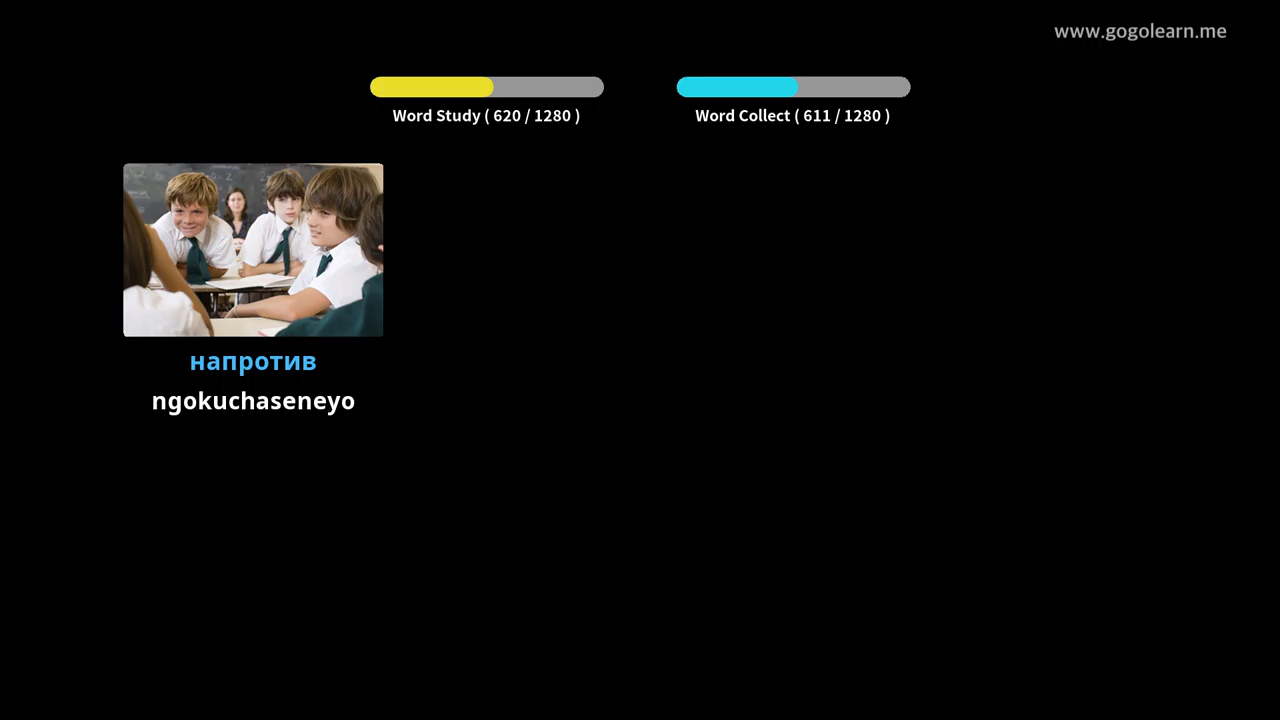 www.gogolearn.me
Word Study ( 620 / 1280 )
Word Collect ( 611 / 1280 )
напротив
ngokuchaseneyo